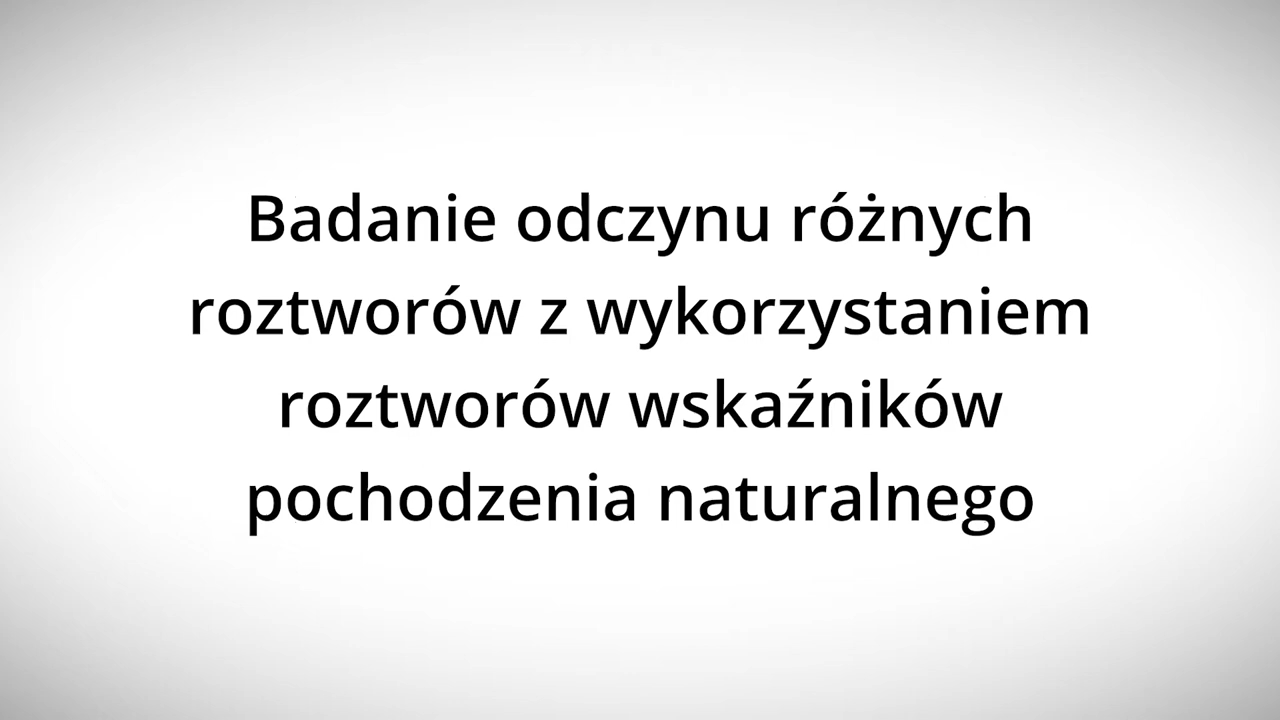 Badanie odczynu różnych
roztworów z wykorzystaniem
roztworów wskaźników
pochodzenia naturalnego